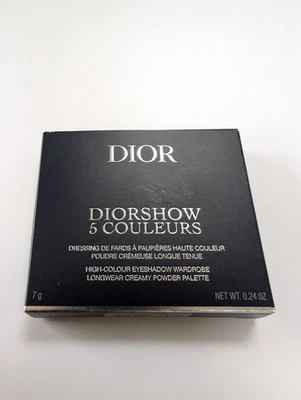 DIOR
DIORSHOW
5 COULEURS
DRESSING DE FARDS À PAUPIÈRES HAUTE COULEUR
POUDRE CRÉMEUSE LONGUE TENUE
HIGH-COLOUR EYESHADOW WARDROBE
LONGWEAR CREAMY POWDER PALETTE
7 g NET WT. 0.24 OZ